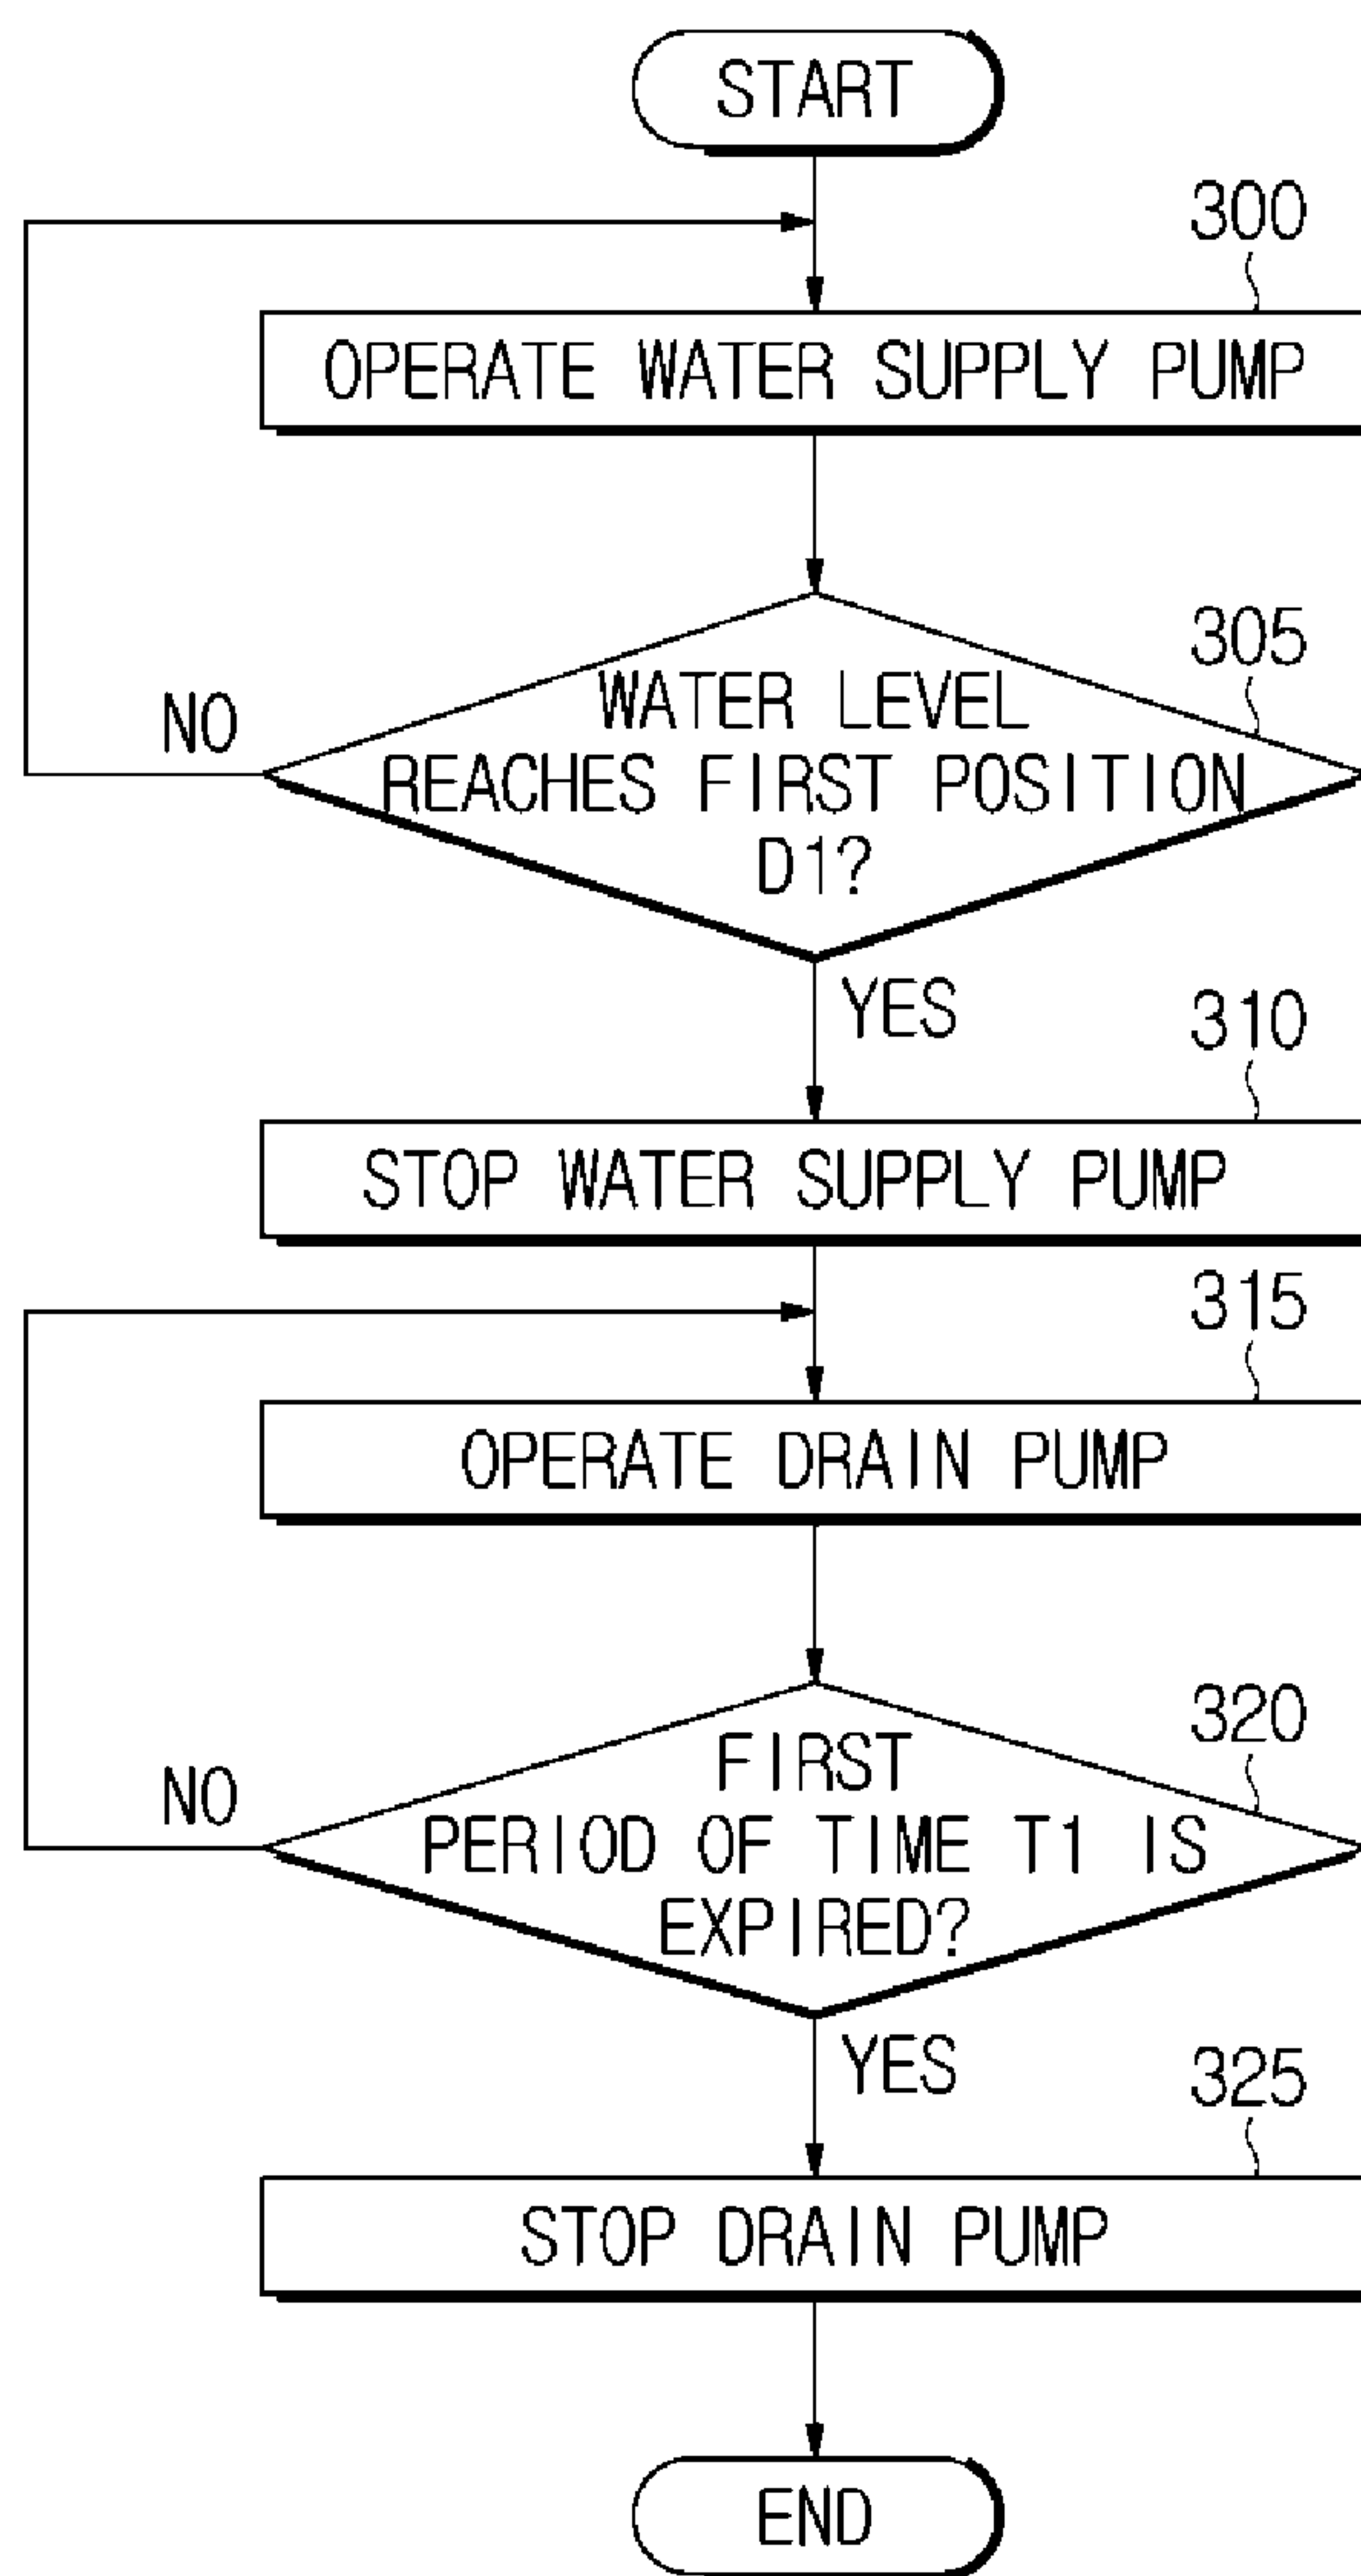 START
300
OPERATE WATER SUPPLY PUMP
305
WATER LEVEL
REACHES FIRST POSITION
D1?
NO
YES
310
STOP WATER SUPPLY PUMP
315
OPERATE DRAIN PUMP
320
FIRST
PERIOD OF TIME T1 IS
EXPIRED?
NO
YES
325
STOP DRAIN PUMP
END